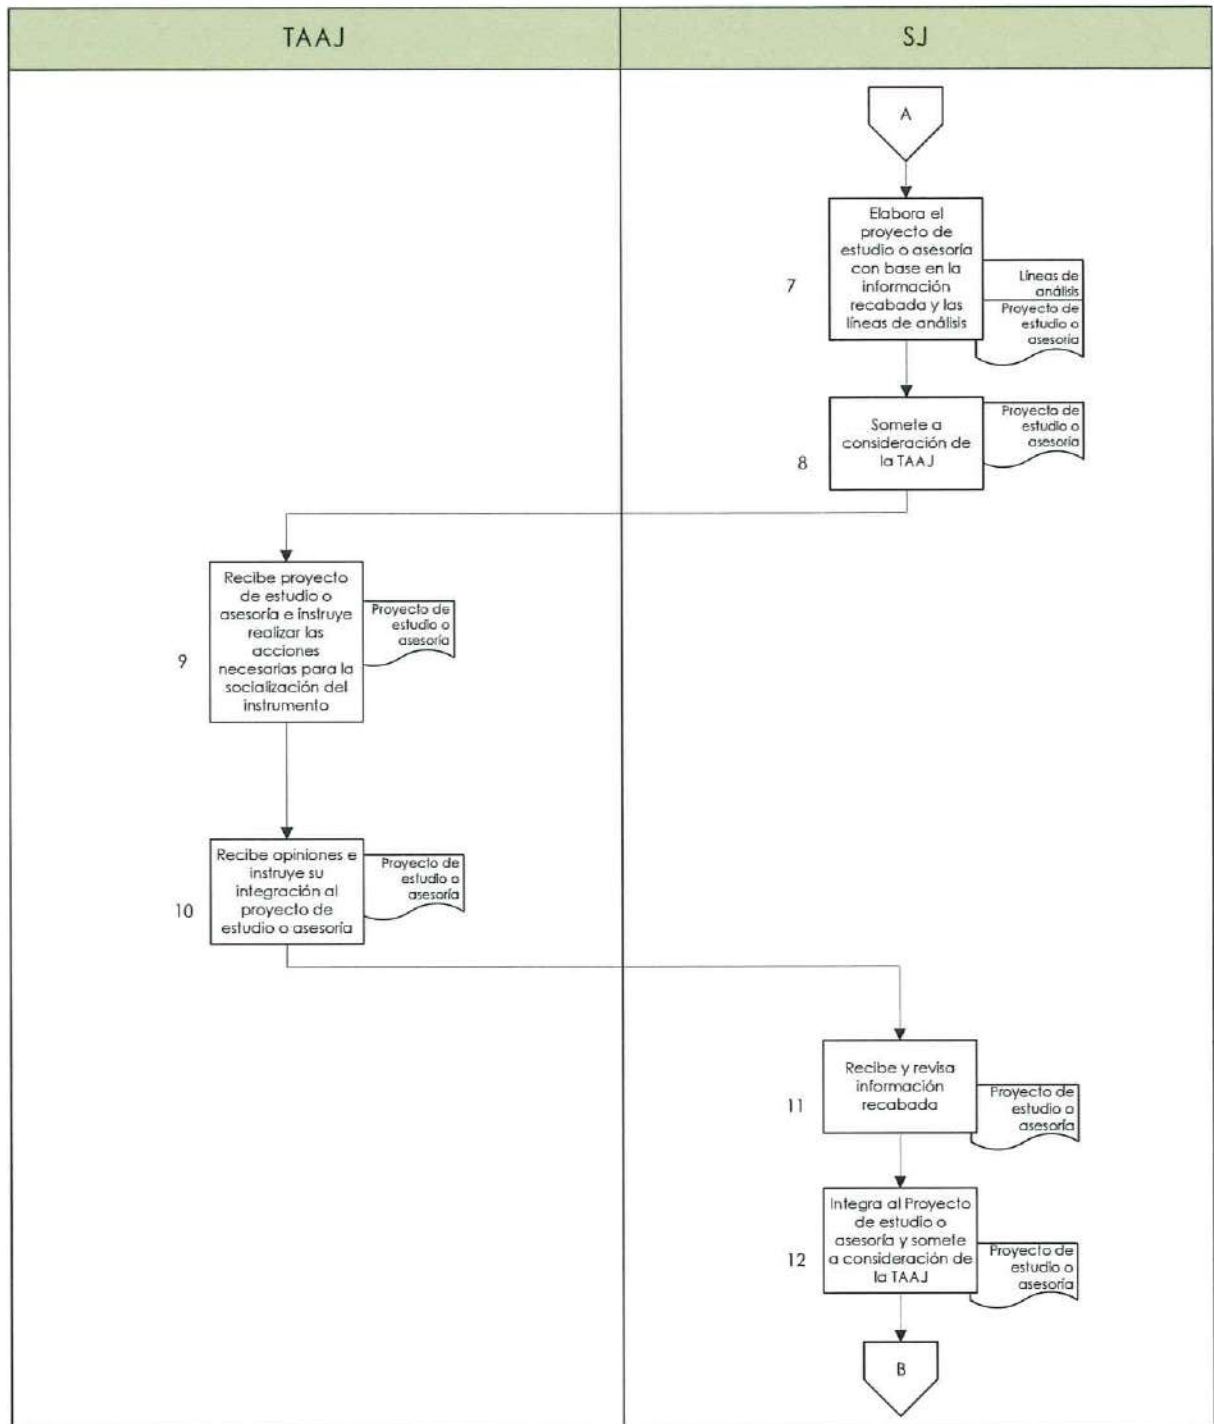 TAAJ
SJ
A
Elabora el
proyecto de
estudio o asesoría
con base en la
información
recabada y las
líneas de análisis
7
Líneas de
análisis
Proyecto de
estudio o
asesoría
Somete a
consideración de
la TAAJ
8
Proyecto de
estudio o
asesoría
Recibe proyecto
de estudio o
asesoría e instruye
realizar las
acciones
necesarias para la
socialización del
instrumento
9
Proyecto de
estudio o
asesoría
Recibe opiniones e
instruye su
integración al
proyecto de
estudio o asesoría
10
Proyecto de
estudio o
asesoría
Recibe y revisa
información
recabada
11
Proyecto de
estudio o
asesoría
Integra al Proyecto
de estudio o
asesoría y somete
a consideración de
la TAAJ
12
Proyecto de
estudio o
asesoría
B